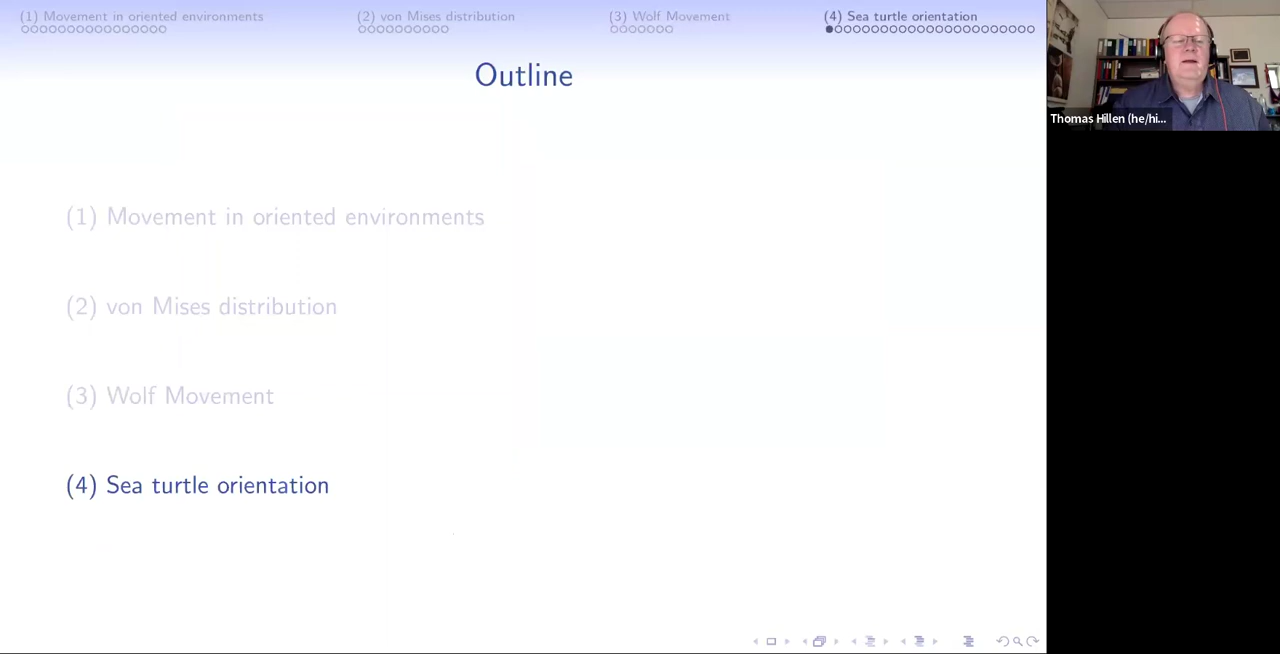 (1) Movement in oriented environments
(2) von Mises distribution
(3) Wolf Movement
(4) Sea turtle orientation
Outline
Thomas Hillen (he/hi...
(1) Movement in oriented environments
(2) von Mises distribution
(3) Wolf Movement
(4) Sea turtle orientation